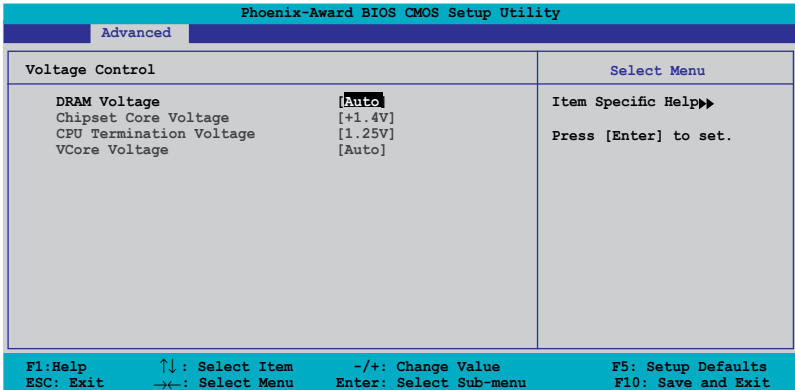 Phoenix-Award BIOS CMOS Setup Utility
Advanced
Voltage Control
Select Menu
DRAM Voltage [Auto]
Chipset Core Voltage [+1.4V]
CPU Termination Voltage [1.25V]
VCore Voltage [Auto]
Item Specific Help▶▶
Press [Enter] to set.
F1:Help ↑↓ : Select Item -/+: Change Value F5: Setup Defaults
ESC: Exit →←: Select Menu Enter: Select Sub-menu F10: Save and Exit